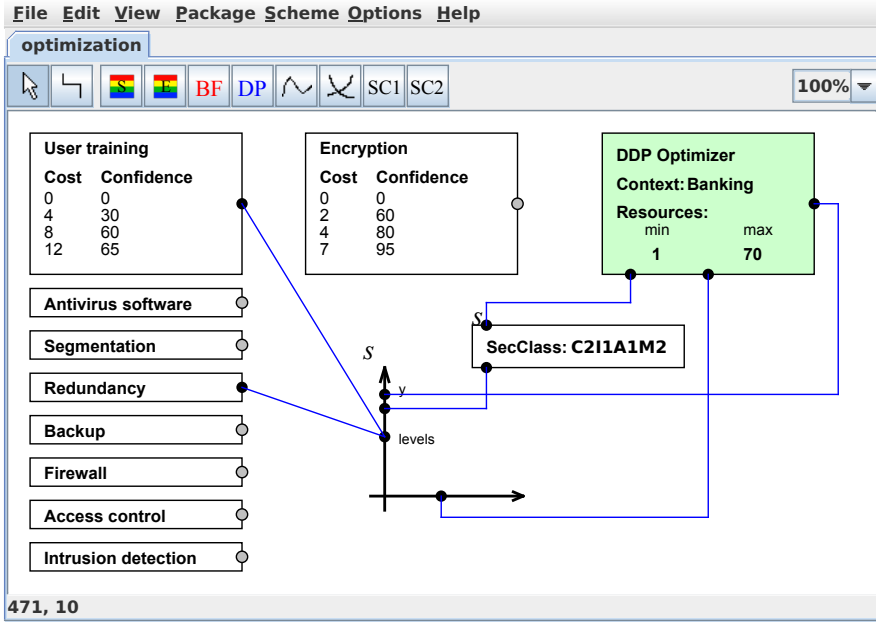 File Edit View Package Scheme Options Help
optimization
S E BF DP SC1 SC2 100%
User training
Cost Confidence
0 0
4 30
8 60
12 65
Encryption
Cost Confidence
0 0
2 60
4 80
7 95
DDP Optimizer
Context: Banking
Resources:
min max
1 70
Antivirus software
Segmentation
Redundancy
Backup
Firewall
Access control
Intrusion detection
S
SecClass: C2I1A1M2
S
y
levels
471, 10